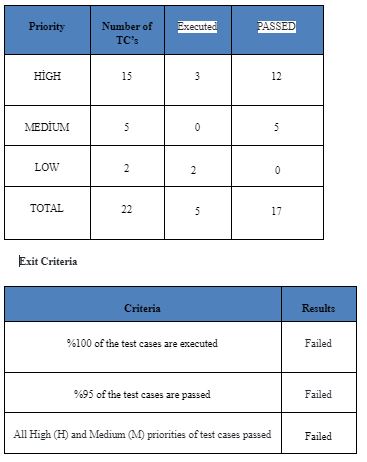 Priority Number of TC's Executed PASSED
HİGH 15 3 12
MEDİUM 5 0 5
LOW 2 2 0
TOTAL 22 5 17
Exit Criteria
Criteria Results
%100 of the test cases are executed Failed
%95 of the test cases are passed Failed
All High (H) and Medium (M) priorities of test cases passed Failed